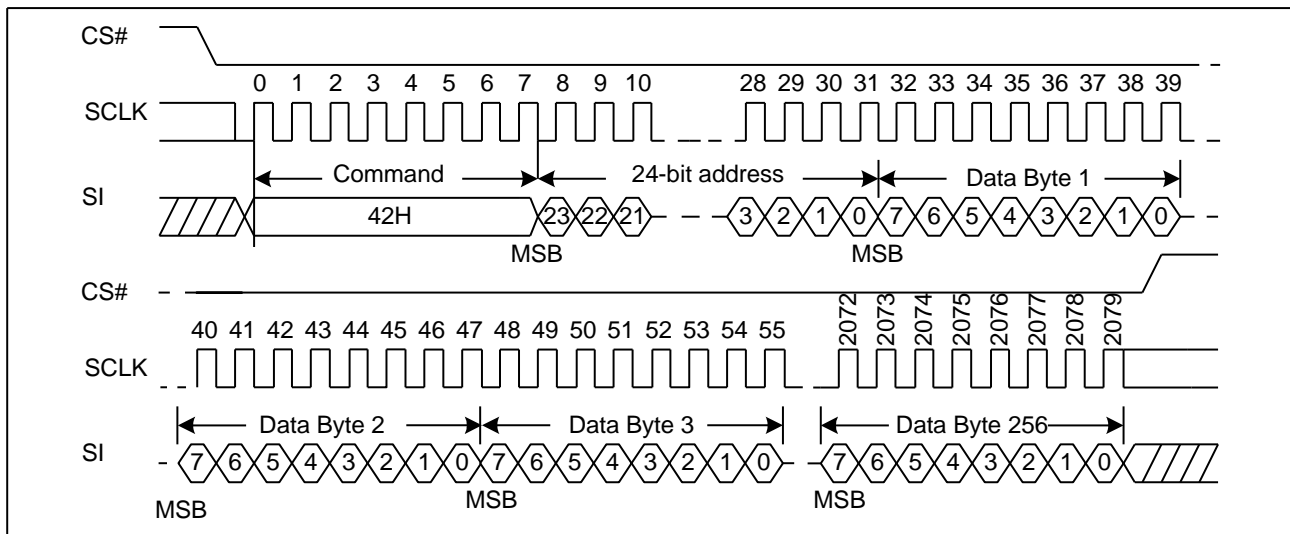 CS#
0 1 2 3 4 5 6 7 8 9 10 28 29 30 31 32 33 34 35 36 37 38 39
SCLK
Command 24-bit address Data Byte 1
SI
42H 23 22 21 3 2 1 0 7 6 5 4 3 2 1 0
MSB MSB
CS#
40 41 42 43 44 45 46 47 48 49 50 51 52 53 54 55 2072 2073 2074 2075 2076 2077 2078 2079
SCLK
Data Byte 2 Data Byte 3 Data Byte 256
SI
7 6 5 4 3 2 1 0 7 6 5 4 3 2 1 0 7 6 5 4 3 2 1 0
MSB MSB MSB